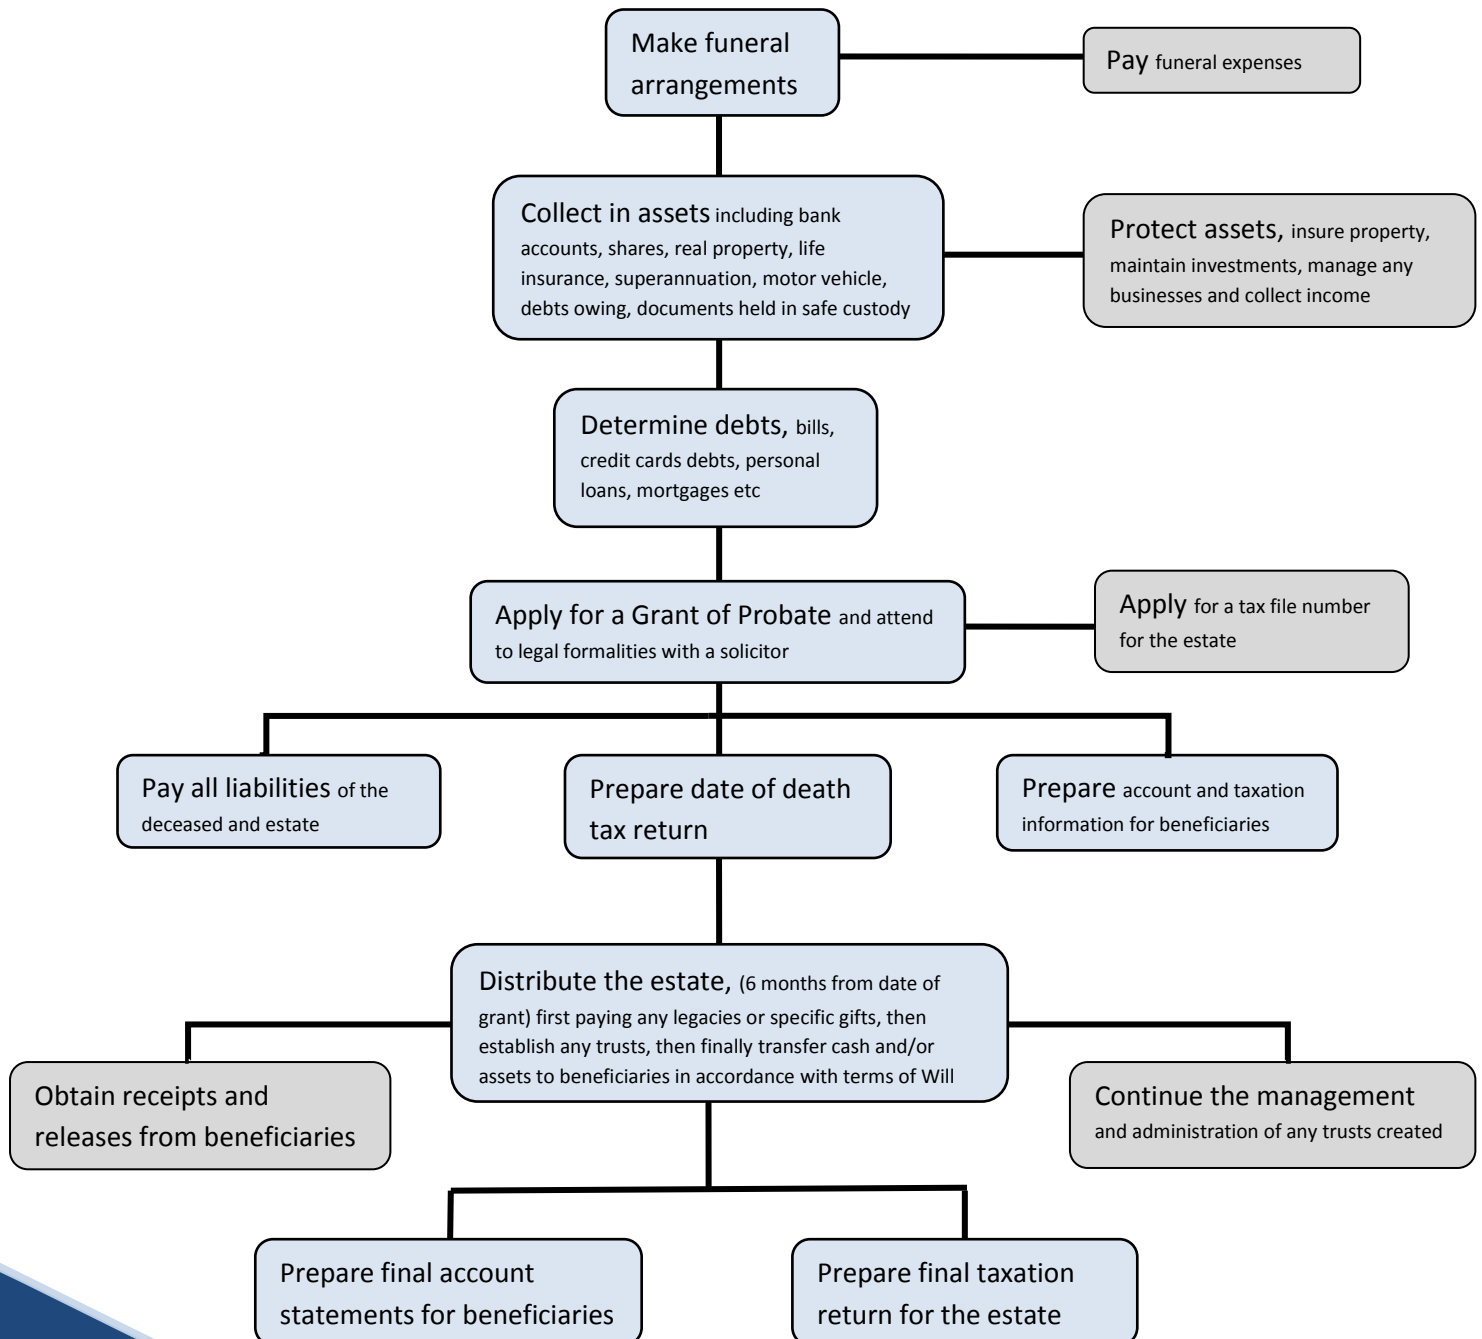 Make funeral
arrangements
Pay funeral expenses
Collect in assets including bank
accounts, shares, real property, life
insurance, superannuation, motor vehicle,
debts owing, documents held in safe custody
Protect assets, insure property,
maintain investments, manage any
businesses and collect income
Determine debts, bills,
credit cards debts, personal
loans, mortgages etc
Apply for a Grant of Probate and attend
to legal formalities with a solicitor
Apply for a tax file number
for the estate
Pay all liabilities of the
deceased and estate
Prepare date of death
tax return
Prepare account and taxation
information for beneficiaries
Distribute the estate, (6 months from date of
grant) first paying any legacies or specific gifts, then
establish any trusts, then finally transfer cash and/or
assets to beneficiaries in accordance with terms of Will
Obtain receipts and
releases from beneficiaries
Continue the management
and administration of any trusts created
Prepare final account
statements for beneficiaries
Prepare final taxation
return for the estate